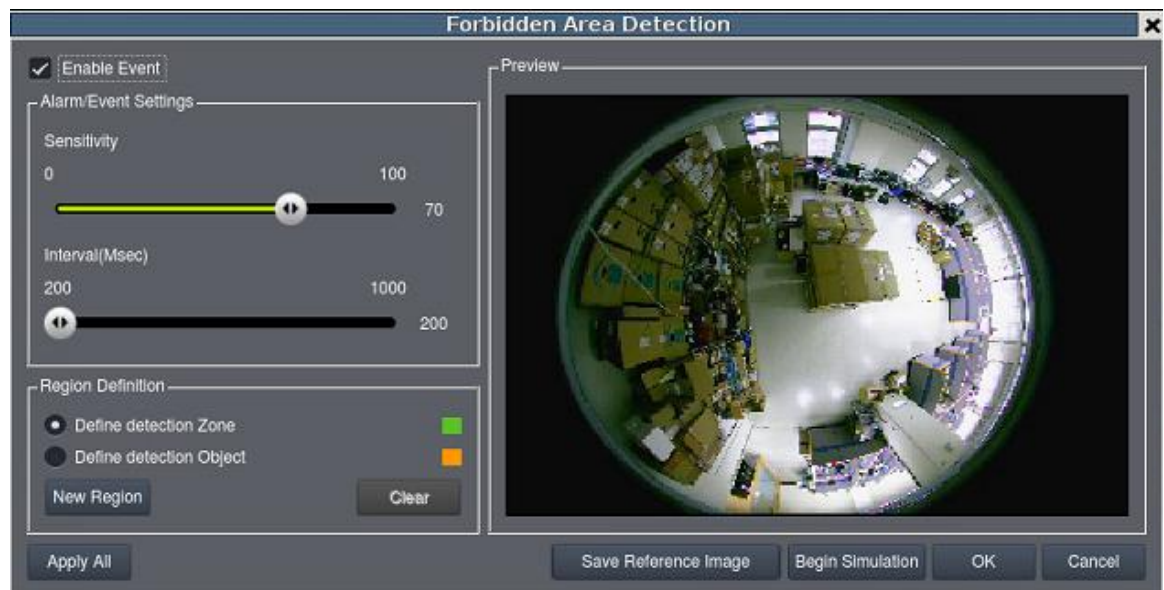 Forbidden Area Detection
Enable Event
Alarm/Event Settings
Sensitivity
0 100
70
Interval(Msec)
200 1000
200
Region Definition
Define detection Zone
Define detection Object
New Region Clear
Preview
Apply All Save Reference Image Begin Simulation OK Cancel